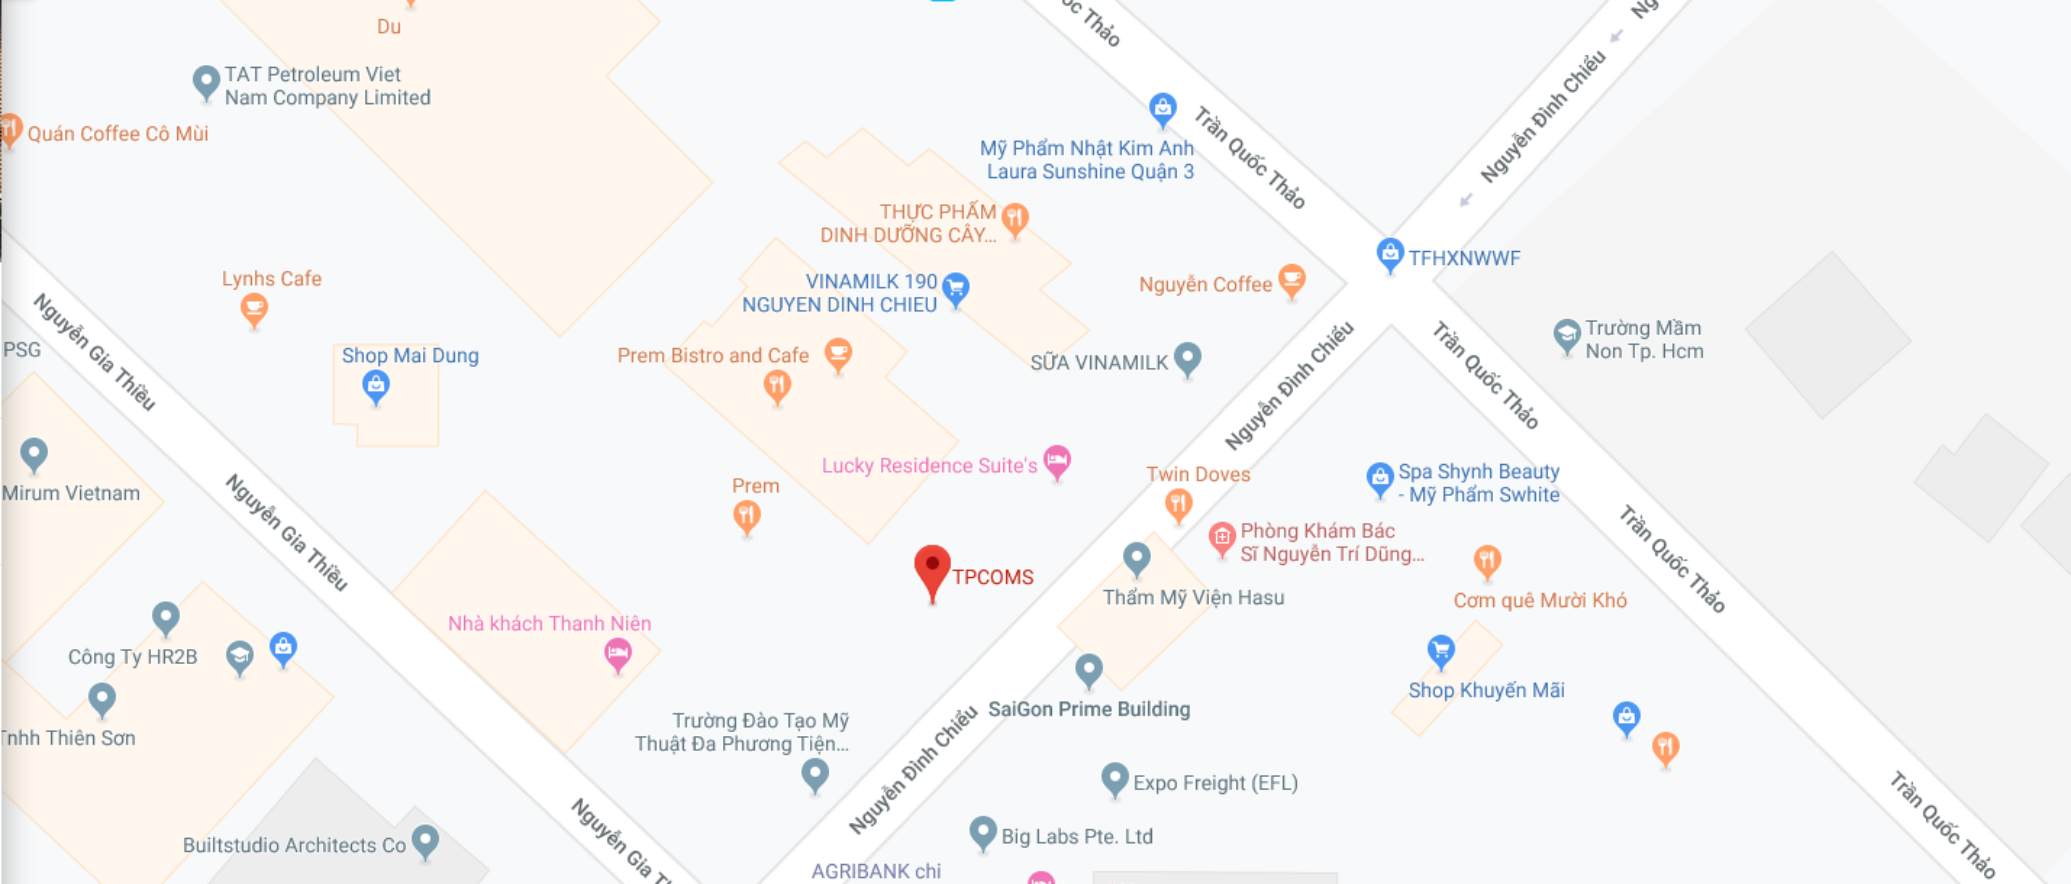 Du
TAT Petroleum Viet
Nam Company Limited
Quán Coffee Cô Mùi
ốc Thảo
Trần Quốc Thảo
Nguyễn Đình Chiểu
Mỹ Phẩm Nhật Kim Anh
Laura Sunshine Quận 3
THỰC PHẨM
DINH DƯỠNG CÂY...
TFHXNWWF
Lynhs Cafe
VINAMILK 190
NGUYEN DINH CHIEU
Nguyễn Coffee
Nguyễn Gia Thiều
PSG
Shop Mai Dung
Prem Bistro and Cafe
SỮA VINAMILK
Nguyễn Đình Chiểu
Trần Quốc Thảo
Trường Mầm
Non Tp. Hcm
Mirum Vietnam
Nguyễn Gia Thiều
Prem
Lucky Residence Suite's
Twin Doves
Spa Shynh Beauty
- Mỹ Phẩm Swhite
Phòng Khám Bác
Sĩ Nguyễn Trí Dũng...
Trần Quốc Thảo
TPCOMS
Thẩm Mỹ Viện Hasu
Cơm quê Mười Khó
Nhà khách Thanh Niên
Công Ty HR2B
Shop Khuyến Mãi
SaiGon Prime Building
Trường Đào Tạo Mỹ
Thuật Đa Phương Tiện...
Tnhh Thiên Sơn
Nguyễn Đình Chiểu
Expo Freight (EFL)
Trần Quốc Thảo
Nguyễn Gia T
Builtstudio Architects Co
Big Labs Pte. Ltd
AGRIBANK chi